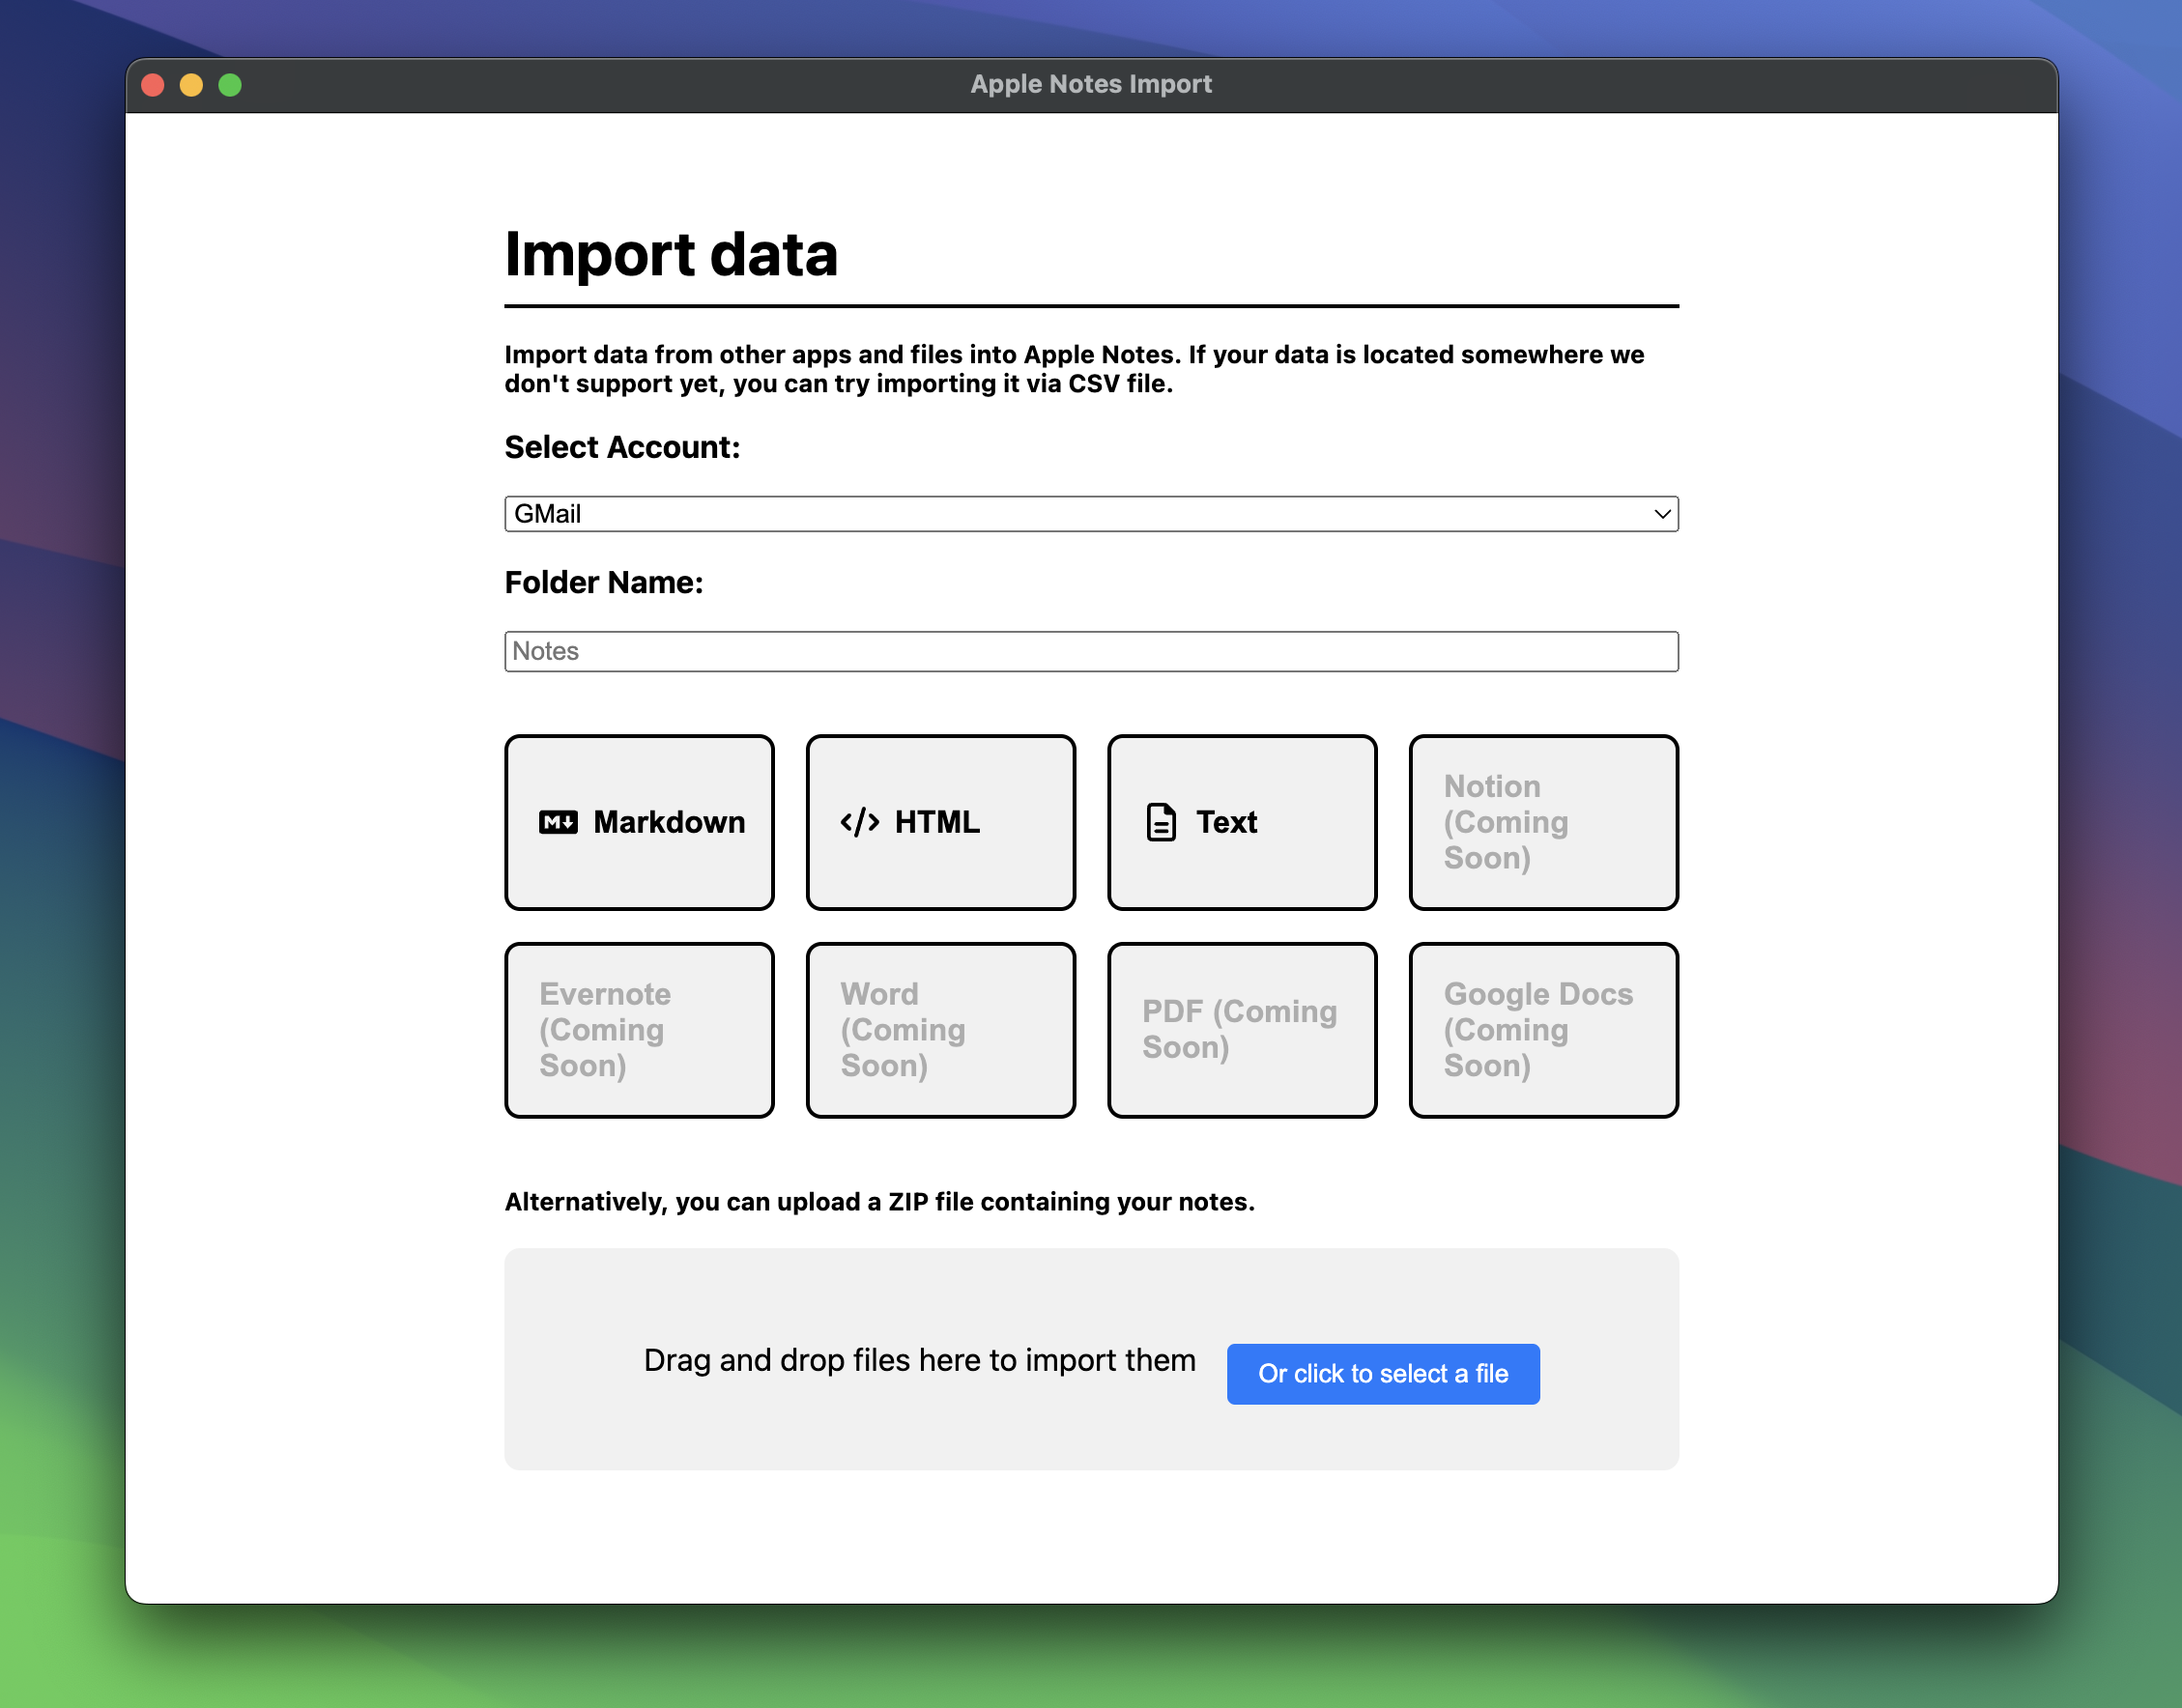 Apple Notes Import
Import data
Import data from other apps and files into Apple Notes. If your data is located somewhere we
don't support yet, you can try importing it via CSV file.
Select Account:
GMail
Folder Name:
Notes
Markdown
HTML
Text
Notion
(Coming
Soon)
Evernote
(Coming
Soon)
Word
(Coming
Soon)
PDF (Coming
Soon)
Google Docs
(Coming
Soon)
Alternatively, you can upload a ZIP file containing your notes.
Drag and drop files here to import them
Or click to select a file